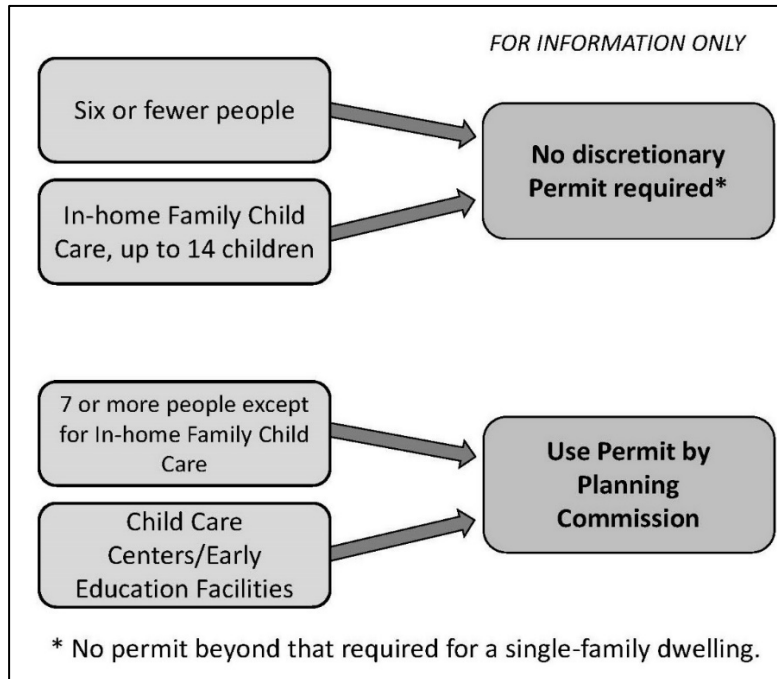 FOR INFORMATION ONLY
Six or fewer people
No discretionary
Permit required*
In-home Family Child
Care, up to 14 children
7 or more people except
for In-home Family Child
Care
Use Permit by
Planning
Commission
Child Care
Centers/Early
Education Facilities
* No permit beyond that required for a single-family dwelling.